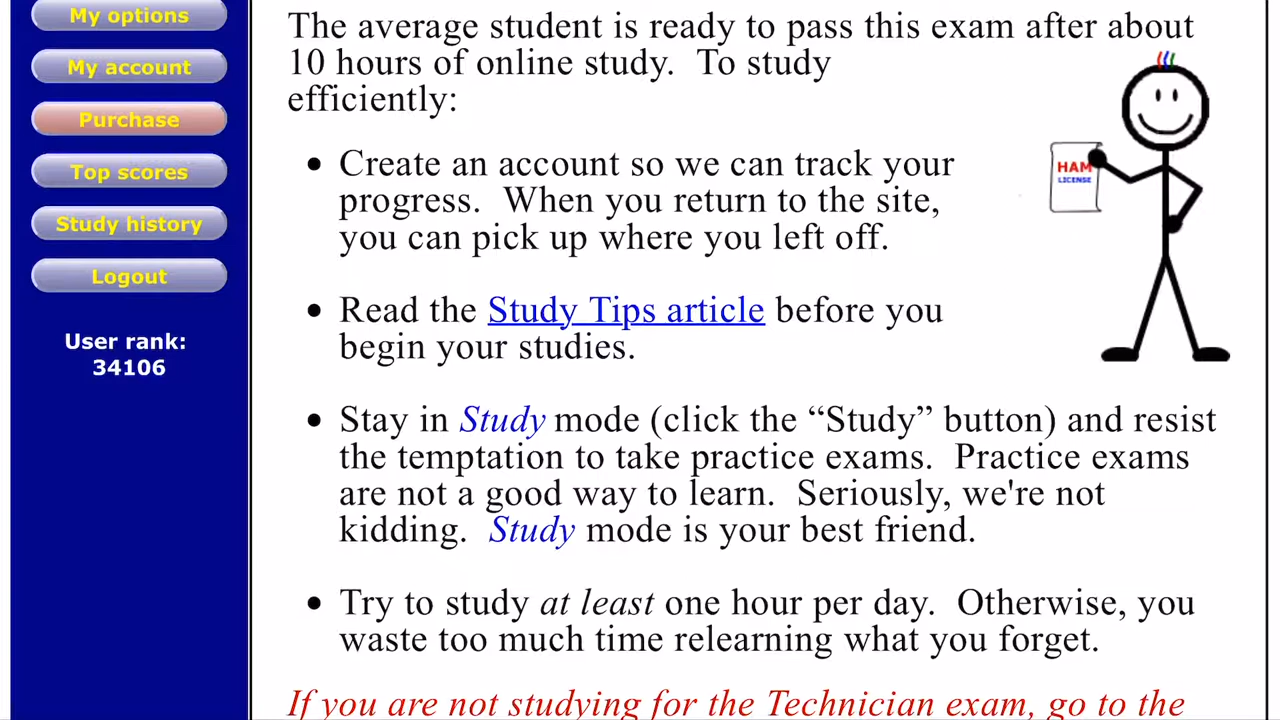 My options
My account
Purchase
Top scores
Study history
Logout
User rank:
34106
The average student is ready to pass this exam after about
10 hours of online study.  To study
efficiently:
• Create an account so we can track your
progress.  When you return to the site,
you can pick up where you left off.
• Read the Study Tips article before you
begin your studies.
• Stay in Study mode (click the “Study” button) and resist
the temptation to take practice exams.  Practice exams
are not a good way to learn.  Seriously, we're not
kidding.  Study mode is your best friend.
• Try to study at least one hour per day.  Otherwise, you
waste too much time relearning what you forget.
If you are not studying for the Technician exam, go to the
HAM
LICENSE